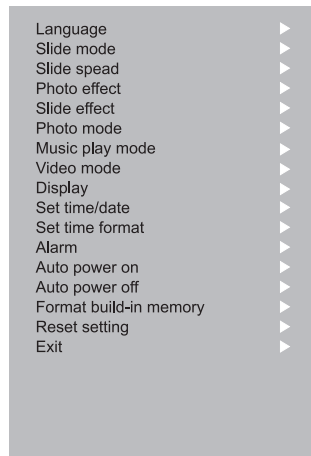 Language
Slide mode
Slide spead
Photo effect
Slide effect
Photo mode
Music play mode
Video mode
Display
Set time/date
Set time format
Alarm
Auto power on
Auto power off
Format build-in memory
Reset setting
Exit